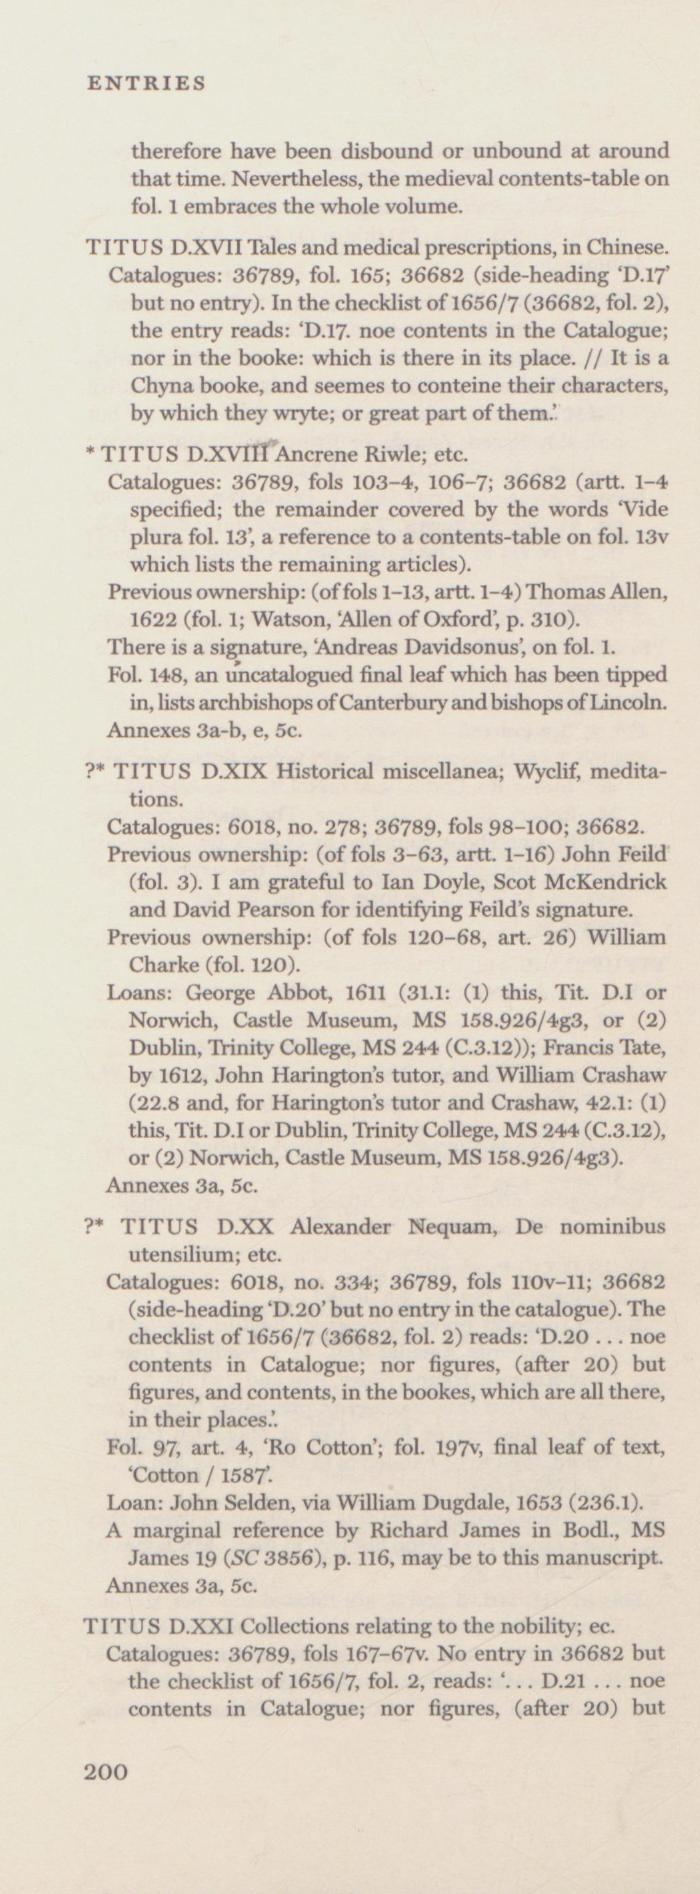 ENTRIES
therefore have been disbound or unbound at around
that time. Nevertheless, the medieval contents-table on
fol. 1 embraces the whole volume.
TITUS D.XVII Tales and medical prescriptions, in Chinese.
Catalogues: 36789, fol. 165; 36682 (side-heading ‘D.17’
but no entry). In the checklist of 1656/7 (36682, fol. 2),
the entry reads: ‘D.17. noe contents in the Catalogue;
nor in the booke: which is there in its place. // It is a
Chyna booke, and seemes to conteine their characters,
by which they wryte; or great part of them.’.
* TITUS D.XVIII Ancrene Riwle; etc.
Catalogues: 36789, fols 103–4, 106–7; 36682 (artt. 1–4
specified; the remainder covered by the words ‘Vide
plura fol. 13’, a reference to a contents-table on fol. 13v
which lists the remaining articles).
Previous ownership: (of fols 1–13, artt. 1–4) Thomas Allen,
1622 (fol. 1; Watson, ‘Allen of Oxford’, p. 310).
There is a signature, ‘Andreas Davidsonus’, on fol. 1.
Fol. 148, an uncatalogued final leaf which has been tipped
in, lists archbishops of Canterbury and bishops of Lincoln.
Annexes 3a-b, e, 5c.
?* TITUS D.XIX Historical miscellanea; Wyclif, medita-
tions.
Catalogues: 6018, no. 278; 36789, fols 98–100; 36682.
Previous ownership: (of fols 3–63, artt. 1–16) John Feild
(fol. 3). I am grateful to Ian Doyle, Scot McKendrick
and David Pearson for identifying Feild’s signature.
Previous ownership: (of fols 120–68, art. 26) William
Charke (fol. 120).
Loans: George Abbot, 1611 (31.1: (1) this, Tit. D.I or
Norwich, Castle Museum, MS 158.926/4g3, or (2)
Dublin, Trinity College, MS 244 (C.3.12)); Francis Tate,
by 1612, John Harington’s tutor, and William Crashaw
(22.8 and, for Harington’s tutor and Crashaw, 42.1: (1)
this, Tit. D.I or Dublin, Trinity College, MS 244 (C.3.12),
or (2) Norwich, Castle Museum, MS 158.926/4g3).
Annexes 3a, 5c.
?* TITUS D.XX Alexander Nequam, De nominibus
utensilium; etc.
Catalogues: 6018, no. 334; 36789, fols 110v–11; 36682
(side-heading ‘D.20’ but no entry in the catalogue). The
checklist of 1656/7 (36682, fol. 2) reads: ‘D.20 . . . noe
contents in Catalogue; nor figures, (after 20) but
figures, and contents, in the bookes, which are all there,
in their places.’.
Fol. 97, art. 4, ‘Ro Cotton’; fol. 197v, final leaf of text,
‘Cotton / 1587’.
Loan: John Selden, via William Dugdale, 1653 (236.1).
A marginal reference by Richard James in Bodl., MS
James 19 (SC 3856), p. 116, may be to this manuscript.
Annexes 3a, 5c.
TITUS D.XXI Collections relating to the nobility; ec.
Catalogues: 36789, fols 167–67v. No entry in 36682 but
the checklist of 1656/7, fol. 2, reads: ‘. . . D.21 . . . noe
contents in Catalogue; nor figures, (after 20) but
200